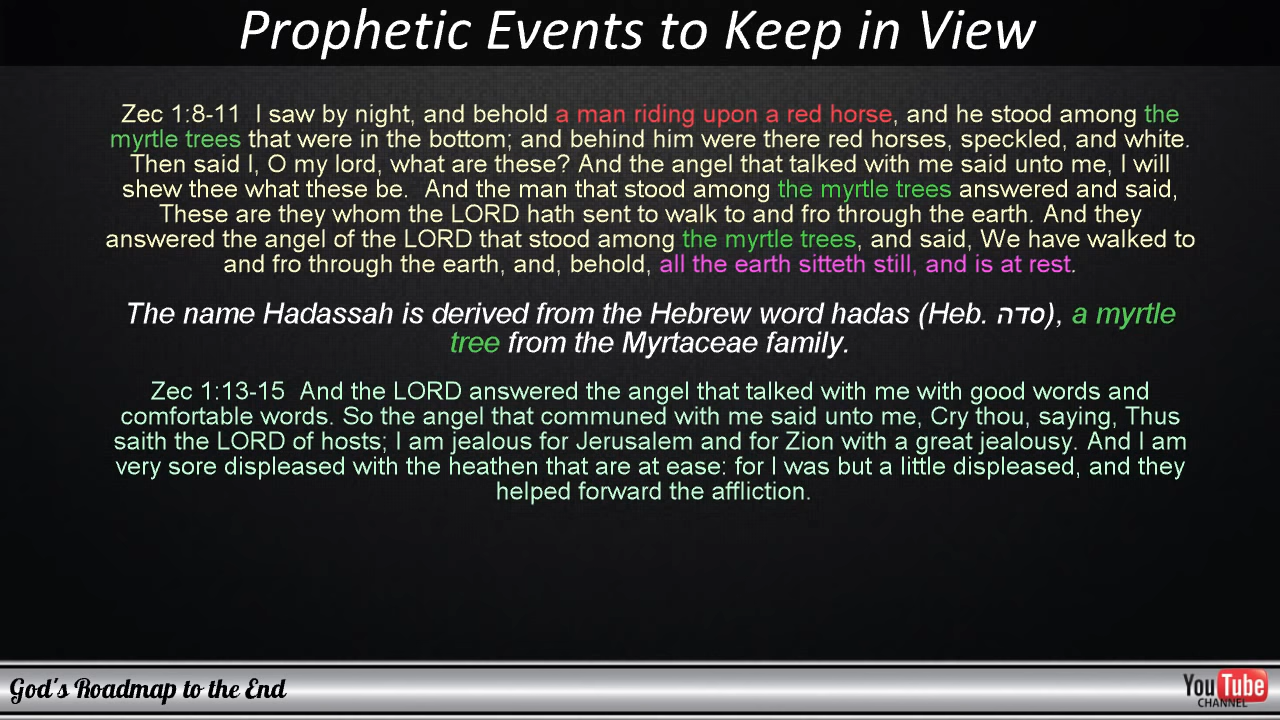 Prophetic Events to Keep in View
Zec 1:8-11 I saw by night, and behold a man riding upon a red horse, and he stood among the
myrtle trees that were in the bottom; and behind him were there red horses, speckled, and white.
Then said I, O my lord, what are these? And the angel that talked with me said unto me, I will
shew thee what these be. And the man that stood among the myrtle trees answered and said,
These are they whom the LORD hath sent to walk to and fro through the earth. And they
answered the angel of the LORD that stood among the myrtle trees, and said, We have walked to
and fro through the earth, and, behold, all the earth sitteth still, and is at rest.
The name Hadassah is derived from the Hebrew word hadas (Heb. סדה), a myrtle
tree from the Myrtaceae family.
Zec 1:13-15 And the LORD answered the angel that talked with me with good words and
comfortable words. So the angel that communed with me said unto me, Cry thou, saying, Thus
saith the LORD of hosts; I am jealous for Jerusalem and for Zion with a great jealousy. And I am
very sore displeased with the heathen that are at ease: for I was but a little displeased, and they
helped forward the affliction.
God's Roadmap to the End
YouTube
CHANNEL